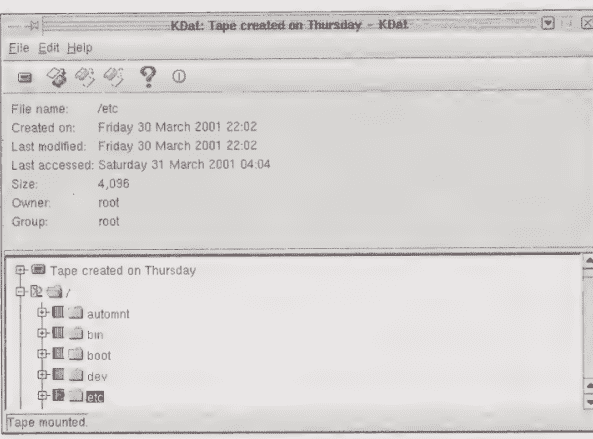 KDat: Tape created on Thursday - KDat
File Edit Help
File name: /etc
Created on: Friday 30 March 2001 22:02
Last modified: Friday 30 March 2001 22:02
Last accessed: Saturday 31 March 2001 04:04
Size: 4,096
Owner: root
Group: root
Tape created on Thursday
/
automnt
bin
boot
dev
etc
Tape mounted.